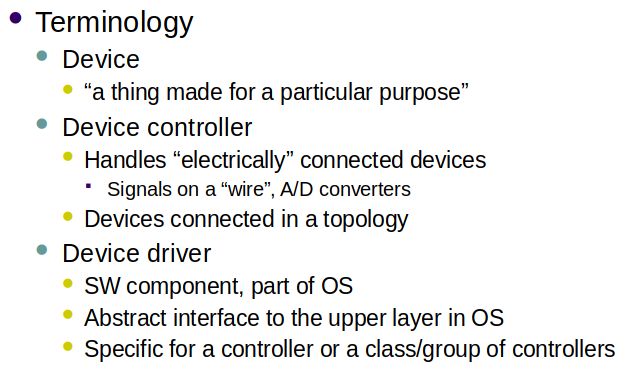 Terminology
Device
“a thing made for a particular purpose”
Device controller
Handles “electrically” connected devices
Signals on a “wire”, A/D converters
Devices connected in a topology
Device driver
SW component, part of OS
Abstract interface to the upper layer in OS
Specific for a controller or a class/group of controllers